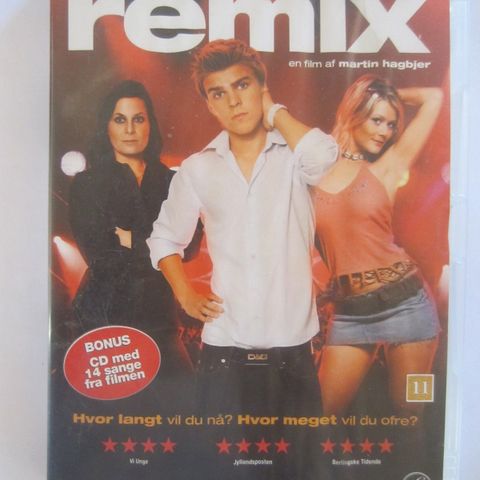 remix
en film af martin hagbjer
D&G
BONUS
CD med
14 sange
fra filmen
11
Hvor langt vil du nå? Hvor meget vil du ofre?
Vi Unge
Jyllandsposten
Berlingske Tidende